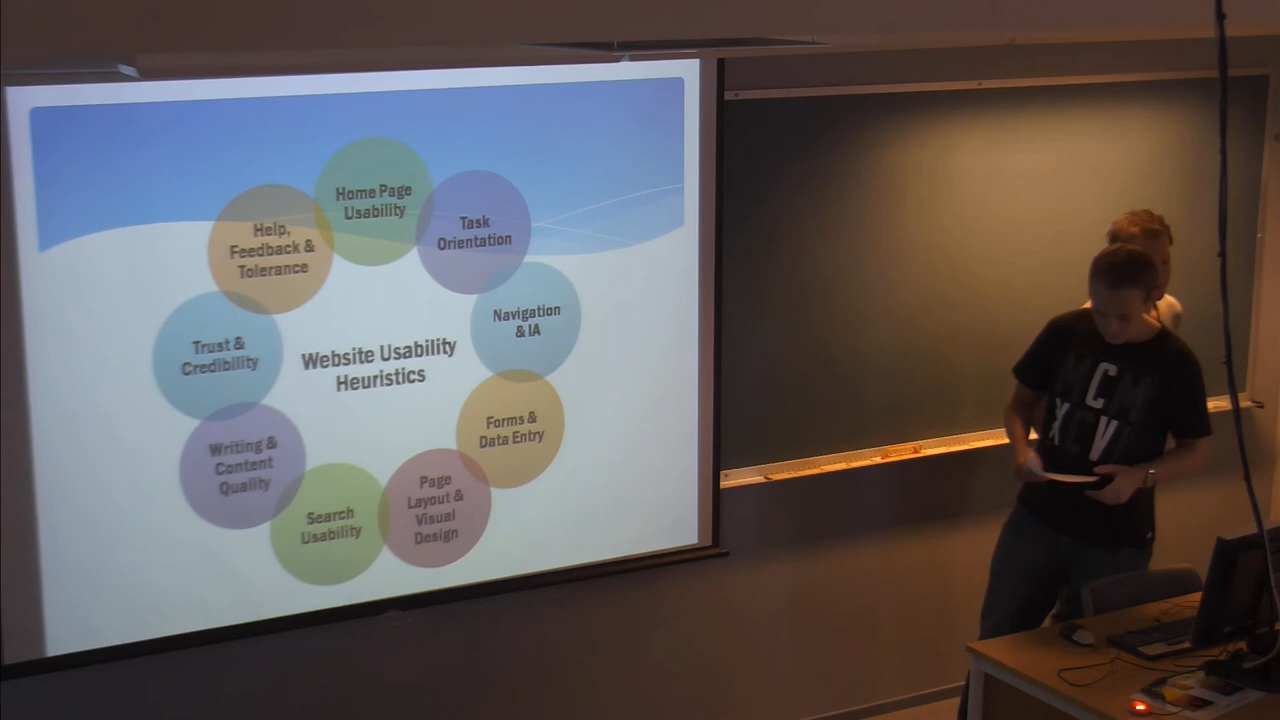 Home Page
Usability
Task
Orientation
Navigation
& IA
Forms &
Data Entry
Page
Layout &
Visual
Design
Search
Usability
Writing &
Content
Quality
Trust &
Credibility
Help,
Feedback &
Tolerance
Website Usability
Heuristics
MCM
XCV